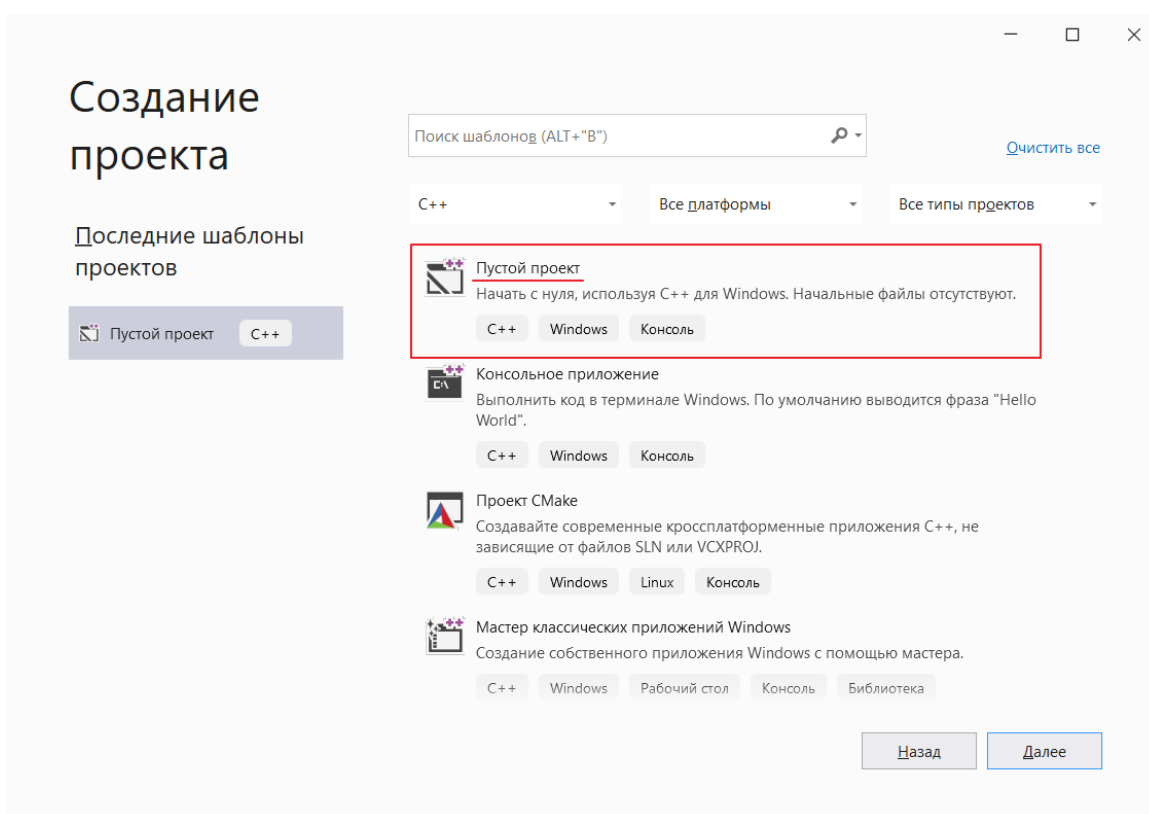 Создание
проекта
Поиск шаблонов (ALT+"В")
Очистить все
C++
Все платформы
Все типы проектов
Последние шаблоны
проектов
Пустой проект
C++
Пустой проект
Начать с нуля, используя C++ для Windows. Начальные файлы отсутствуют.
C++ Windows Консоль
Консольное приложение
Выполнить код в терминале Windows. По умолчанию выводится фраза "Hello
World".
C++ Windows Консоль
Проект CMake
Создавайте современные кроссплатформенные приложения C++, не
зависящие от файлов SLN или VCXPROJ.
C++ Windows Linux Консоль
Мастер классических приложений Windows
Создание собственного приложения Windows с помощью мастера.
C++ Windows Рабочий стол Консоль Библиотека
Назад
Далее